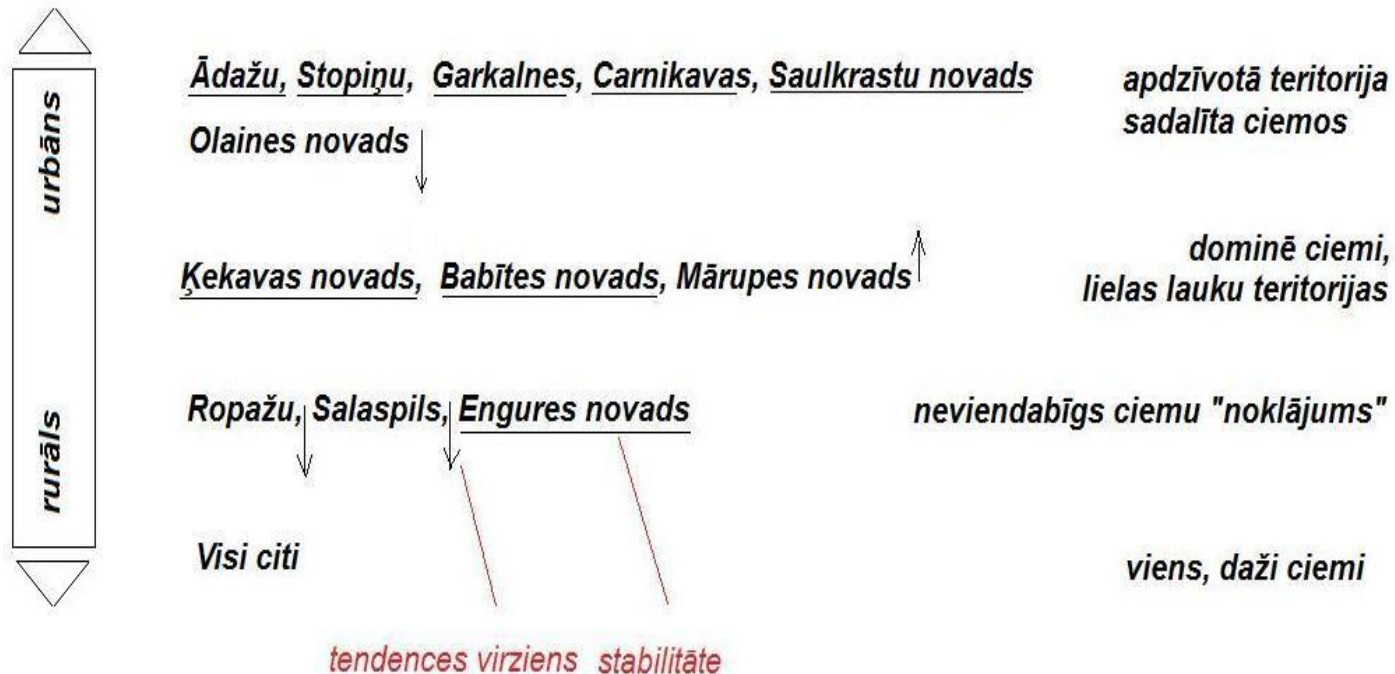 urbāns
Ādažu, Stopiņu, Garkalnes, Carnikavas, Saulkrastu novads
apdzīvotā teritorija
sadalīta ciemos
Olaines novads
Ķekavas novads, Babītes novads, Mārupes novads
dominē ciemi,
lielas lauku teritorijas
rurāls
Ropažu, Salaspils, Engures novads
neviendabīgs ciemu "noklājums"
Visi citi
viens, daži ciemi
tendences virziens
stabilitāte